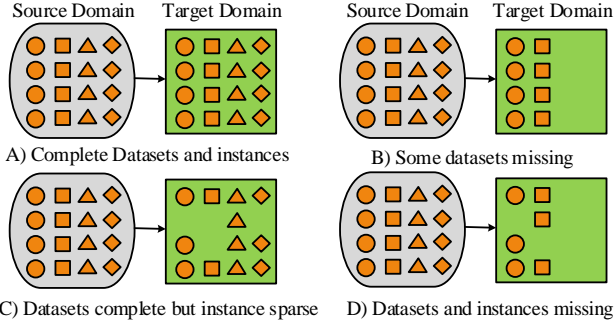 Source Domain Target Domain
Source Domain Target Domain
A) Complete Datasets and instances
B) Some datasets missing
C) Datasets complete but instance sparse
D) Datasets and instances missing